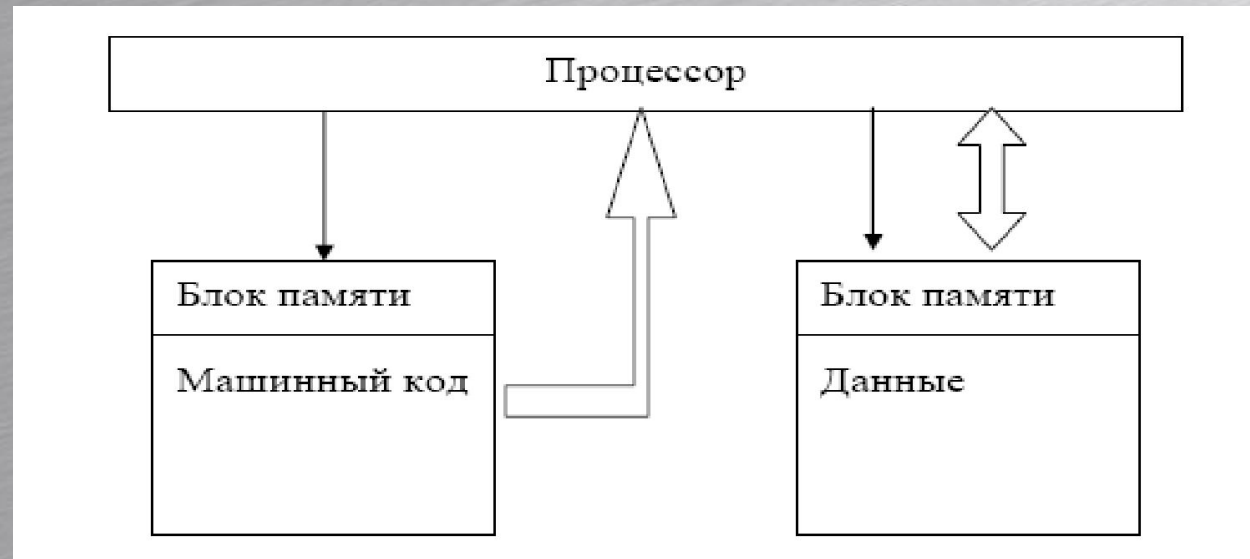 Процессор
Блок памяти
Машинный код
Блок памяти
Данные